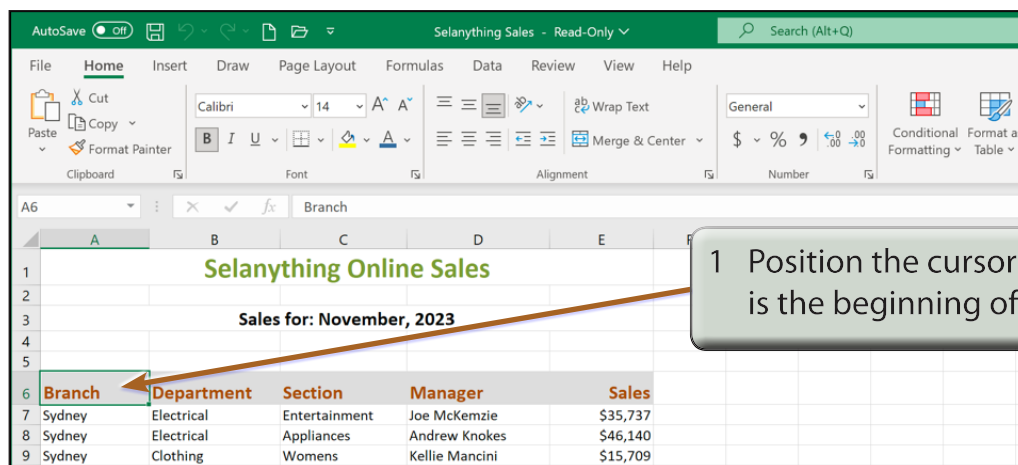 AutoSave Off Selanything Sales - Read-Only Search (Alt+Q)
File Home Insert Draw Page Layout Formulas Data Review View Help
Paste
Cut
Copy
Format Painter
Clipboard
Calibri 14 A^ A˅
B I U A
Font
ab Wrap Text
Merge & Center
Alignment
General
$ % 9 .00 .00
Number
Conditional
Formatting
Format a
Table
A6 fx Branch
A B C D E
1 Selanything Online Sales
2
3 Sales for: November, 2023
4
5
6 Branch Department Section Manager Sales
7 Sydney Electrical Entertainment Joe McKemzie $35,737
8 Sydney Electrical Appliances Andrew Knokes $46,140
9 Sydney Clothing Womens Kellie Mancini $15,709
1 Position the cursor
is the beginning of